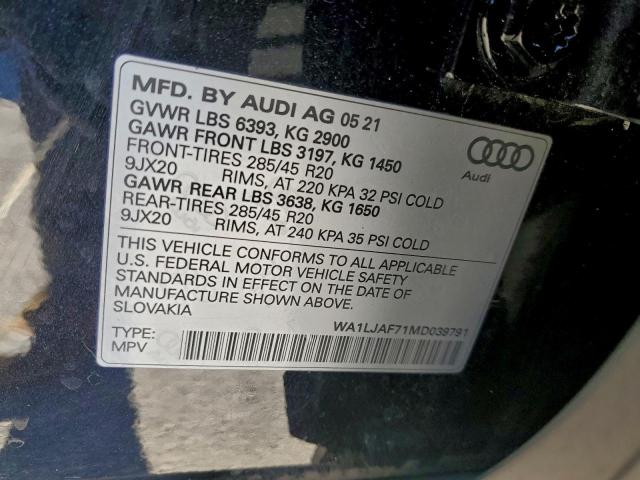 MFD. BY AUDI AG 05 21
GVWR LBS 6393, KG 2900
GAWR FRONT LBS 3197, KG 1450
FRONT-TIRES 285/45 R20
9JX20 RIMS, AT 220 KPA 32 PSI COLD
GAWR REAR LBS 3638, KG 1650
REAR-TIRES 285/45 R20
9JX20 RIMS, AT 240 KPA 35 PSI COLD
THIS VEHICLE CONFORMS TO ALL APPLICABLE
U.S. FEDERAL MOTOR VEHICLE SAFETY
STANDARDS IN EFFECT ON THE DATE OF
MANUFACTURE SHOWN ABOVE.
SLOVAKIA
WA1LJAF71MD039791
TYPE:
MPV
Audi